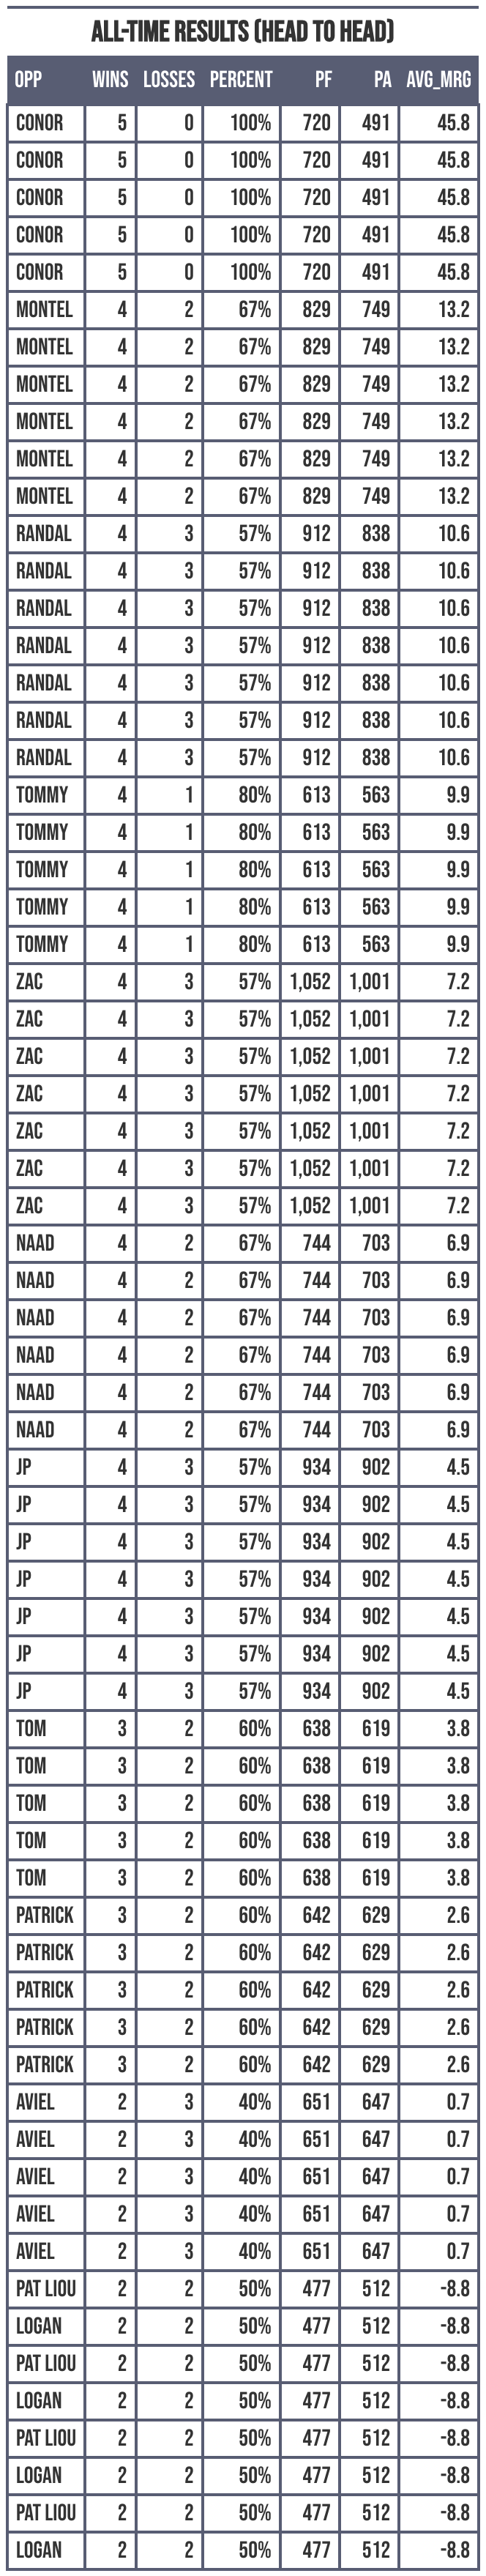 ALL-TIME RESULTS (HEAD TO HEAD)
OPP WINS LOSSES PERCENT PF PA AVG_MRG
CONOR 5 0 100% 720 491 45.8
CONOR 5 0 100% 720 491 45.8
CONOR 5 0 100% 720 491 45.8
CONOR 5 0 100% 720 491 45.8
CONOR 5 0 100% 720 491 45.8
MONTEL 4 2 67% 829 749 13.2
MONTEL 4 2 67% 829 749 13.2
MONTEL 4 2 67% 829 749 13.2
MONTEL 4 2 67% 829 749 13.2
MONTEL 4 2 67% 829 749 13.2
MONTEL 4 2 67% 829 749 13.2
RANDAL 4 3 57% 912 838 10.6
RANDAL 4 3 57% 912 838 10.6
RANDAL 4 3 57% 912 838 10.6
RANDAL 4 3 57% 912 838 10.6
RANDAL 4 3 57% 912 838 10.6
RANDAL 4 3 57% 912 838 10.6
RANDAL 4 3 57% 912 838 10.6
TOMMY 4 1 80% 613 563 9.9
TOMMY 4 1 80% 613 563 9.9
TOMMY 4 1 80% 613 563 9.9
TOMMY 4 1 80% 613 563 9.9
TOMMY 4 1 80% 613 563 9.9
ZAC 4 3 57% 1,052 1,001 7.2
ZAC 4 3 57% 1,052 1,001 7.2
ZAC 4 3 57% 1,052 1,001 7.2
ZAC 4 3 57% 1,052 1,001 7.2
ZAC 4 3 57% 1,052 1,001 7.2
ZAC 4 3 57% 1,052 1,001 7.2
ZAC 4 3 57% 1,052 1,001 7.2
NAAD 4 2 67% 744 703 6.9
NAAD 4 2 67% 744 703 6.9
NAAD 4 2 67% 744 703 6.9
NAAD 4 2 67% 744 703 6.9
NAAD 4 2 67% 744 703 6.9
NAAD 4 2 67% 744 703 6.9
JP 4 3 57% 934 902 4.5
JP 4 3 57% 934 902 4.5
JP 4 3 57% 934 902 4.5
JP 4 3 57% 934 902 4.5
JP 4 3 57% 934 902 4.5
JP 4 3 57% 934 902 4.5
JP 4 3 57% 934 902 4.5
TOM 3 2 60% 638 619 3.8
TOM 3 2 60% 638 619 3.8
TOM 3 2 60% 638 619 3.8
TOM 3 2 60% 638 619 3.8
TOM 3 2 60% 638 619 3.8
PATRICK 3 2 60% 642 629 2.6
PATRICK 3 2 60% 642 629 2.6
PATRICK 3 2 60% 642 629 2.6
PATRICK 3 2 60% 642 629 2.6
PATRICK 3 2 60% 642 629 2.6
AVIEL 2 3 40% 651 647 0.7
AVIEL 2 3 40% 651 647 0.7
AVIEL 2 3 40% 651 647 0.7
AVIEL 2 3 40% 651 647 0.7
AVIEL 2 3 40% 651 647 0.7
PAT LIOU 2 2 50% 477 512 -8.8
LOGAN 2 2 50% 477 512 -8.8
PAT LIOU 2 2 50% 477 512 -8.8
LOGAN 2 2 50% 477 512 -8.8
PAT LIOU 2 2 50% 477 512 -8.8
LOGAN 2 2 50% 477 512 -8.8
PAT LIOU 2 2 50% 477 512 -8.8
LOGAN 2 2 50% 477 512 -8.8